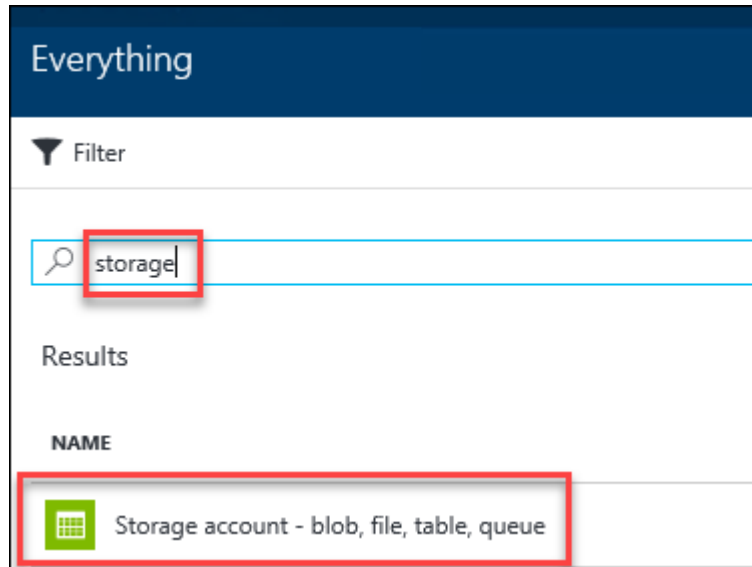 Everything
Filter
storage
Results
NAME
Storage account - blob, file, table, queue